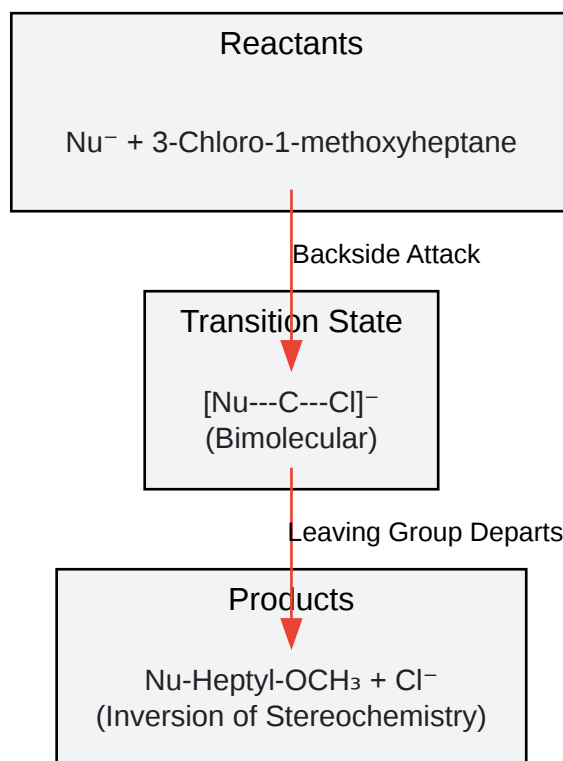 Reactants
Nu⁻ + 3-Chloro-1-methoxyheptane
Backside Attack
Transition State
[Nu---C---Cl]⁻
(Bimolecular)
Leaving Group Departs
Products
Nu-Heptyl-OCH₃ + Cl⁻
(Inversion of Stereochemistry)